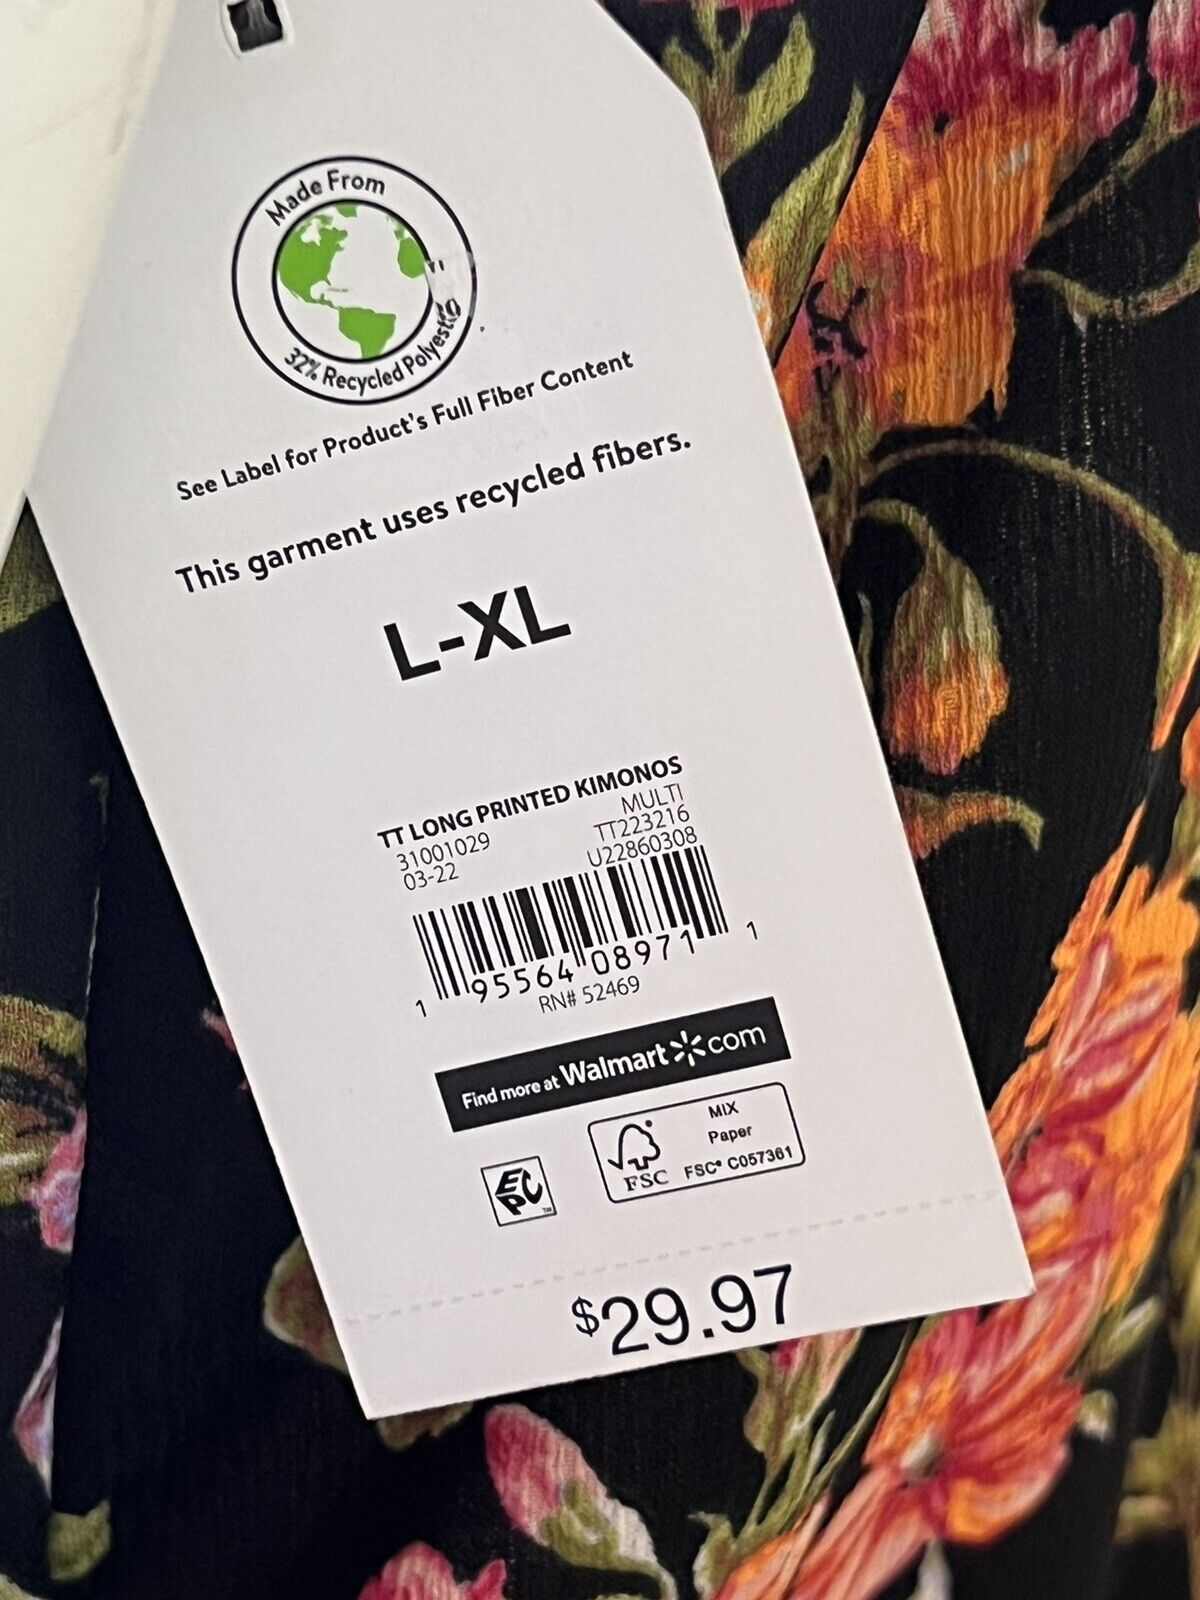 Made From
32% Recycled Polyester
See Label for Product's Full Fiber Content
This garment uses recycled fibers.
L-XL
TT LONG PRINTED KIMONOS
MULTI
31001029 TT223216
03-22 U22860308
1 95564 08971 1
RN# 52469
Find more at Walmart.com
EPC™
FSC
MIX
Paper
FSC® C057361
$29.97